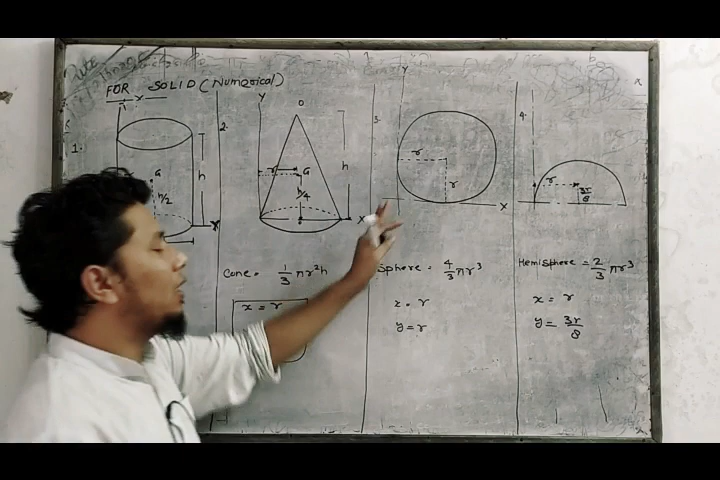 FOR SOLID (Numerical)
1.
Y
G
h/2
h
X
2.
Y
O
r
G
h/4
h
X
Cone = 1/3 πr²h
x = r
3.
Y
r
r
X
Sphere = 4/3 πr³
x = r
y = r
4.
r
3r/8
Hemisphere = 2/3 πr³
x = r
y = 3r/8